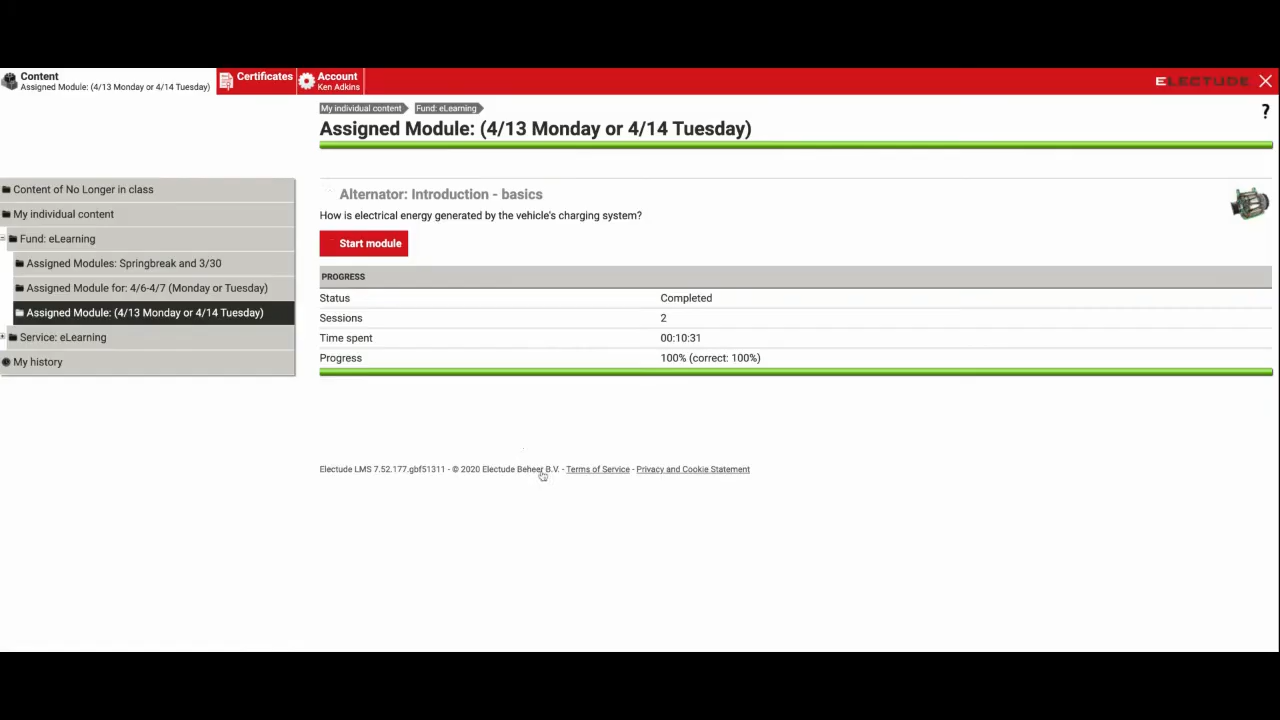 Content
Assigned Module: (4/13 Monday or 4/14 Tuesday)
Certificates
Account
Ken Adkins
ELECTUDE
My individual content
Fund: eLearning
?
Assigned Module: (4/13 Monday or 4/14 Tuesday)
Content of No Longer in class
My individual content
Fund: eLearning
Assigned Modules: Springbreak and 3/30
Assigned Module for: 4/6-4/7 (Monday or Tuesday)
Assigned Module: (4/13 Monday or 4/14 Tuesday)
Service: eLearning
My history
Alternator: Introduction - basics
How is electrical energy generated by the vehicle's charging system?
Start module
PROGRESS
Status Completed
Sessions 2
Time spent 00:10:31
Progress 100% (correct: 100%)
Electude LMS 7.52.177.gbf51311 - © 2020 Electude Beheer B.V. - Terms of Service - Privacy and Cookie Statement